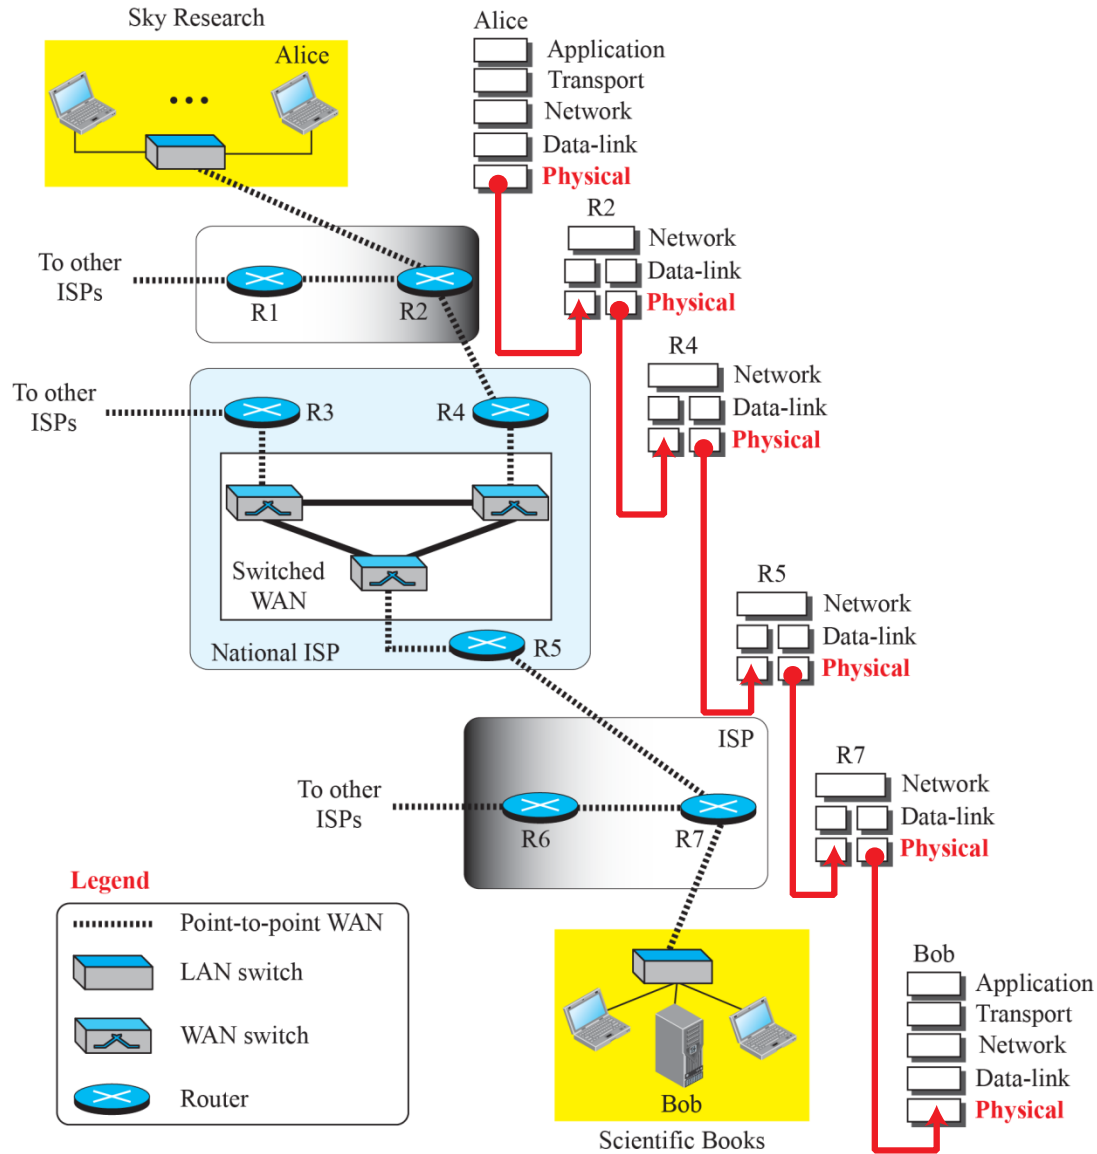 Sky Research
Alice
Alice
Application
Transport
Network
Data-link
Physical
R2
Network
Data-link
Physical
To other
ISPs
R1
R2
R4
Network
Data-link
Physical
To other
ISPs
R3
R4
Switched
WAN
National ISP
R5
R5
Network
Data-link
Physical
ISP
To other
ISPs
R6
R7
R7
Network
Data-link
Physical
Legend
Point-to-point WAN
LAN switch
WAN switch
Router
Bob
Scientific Books
Bob
Application
Transport
Network
Data-link
Physical